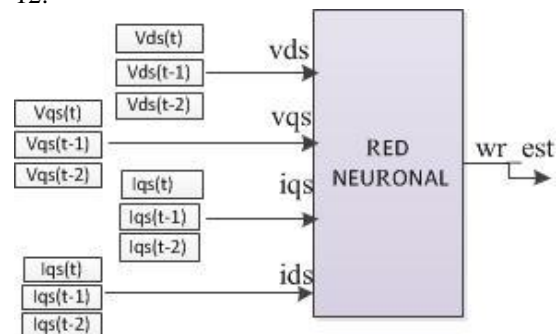 12.
Vds(t)
Vds(t-1)
Vds(t-2)
vds
Vqs(t)
Vqs(t-1)
Vqs(t-2)
vqs
Iqs(t)
Iqs(t-1)
Iqs(t-2)
iqs
Iqs(t)
Iqs(t-1)
Iqs(t-2)
ids
RED
NEURONAL
wr_est